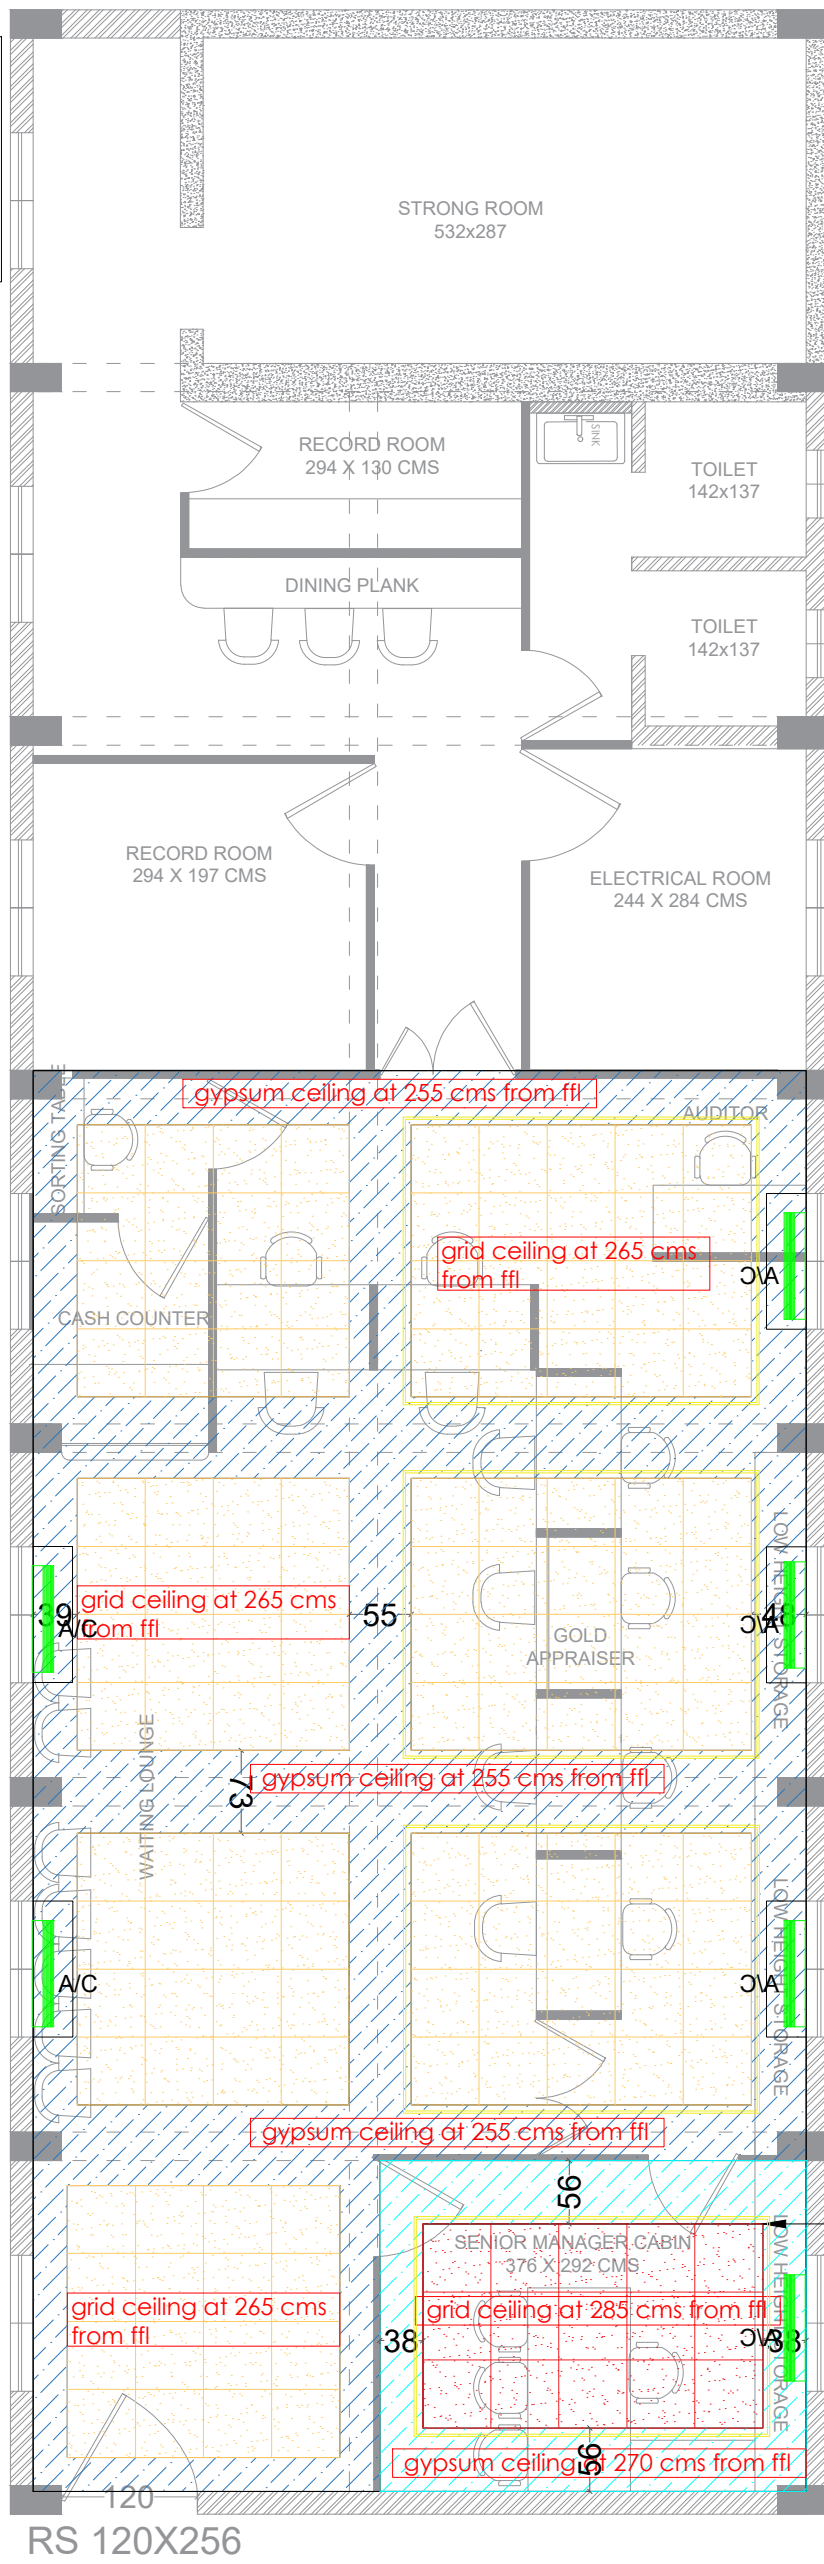 STRONG ROOM
532x287
RECORD ROOM
294 X 130 CMS
SINK
TOILET
142x137
DINING PLANK
TOILET
142x137
RECORD ROOM
294 X 197 CMS
ELECTRICAL ROOM
244 X 284 CMS
SORTING TABLE
gypsum ceiling at 255 cms from ffl
AUDITOR
grid ceiling at 265 cms
from ffl
A/C
CASH COUNTER
LOW HEIGHT STORAGE
39
grid ceiling at 265 cms
from ffl
A/C
55
GOLD
APPRAISER
48
A/C
WAITING LOUNGE
73
gypsum ceiling at 255 cms from ffl
LOW HEIGHT STORAGE
A/C
A/C
gypsum ceiling at 255 cms from ffl
56
SENIOR MANAGER CABIN
376 X 292 CMS
LOW HEIGHT STORAGE
grid ceiling at 265 cms
from ffl
grid ceiling at 285 cms from ffl
38
A/C
38
gypsum ceiling at 270 cms from ffl
56
120
RS 120X256